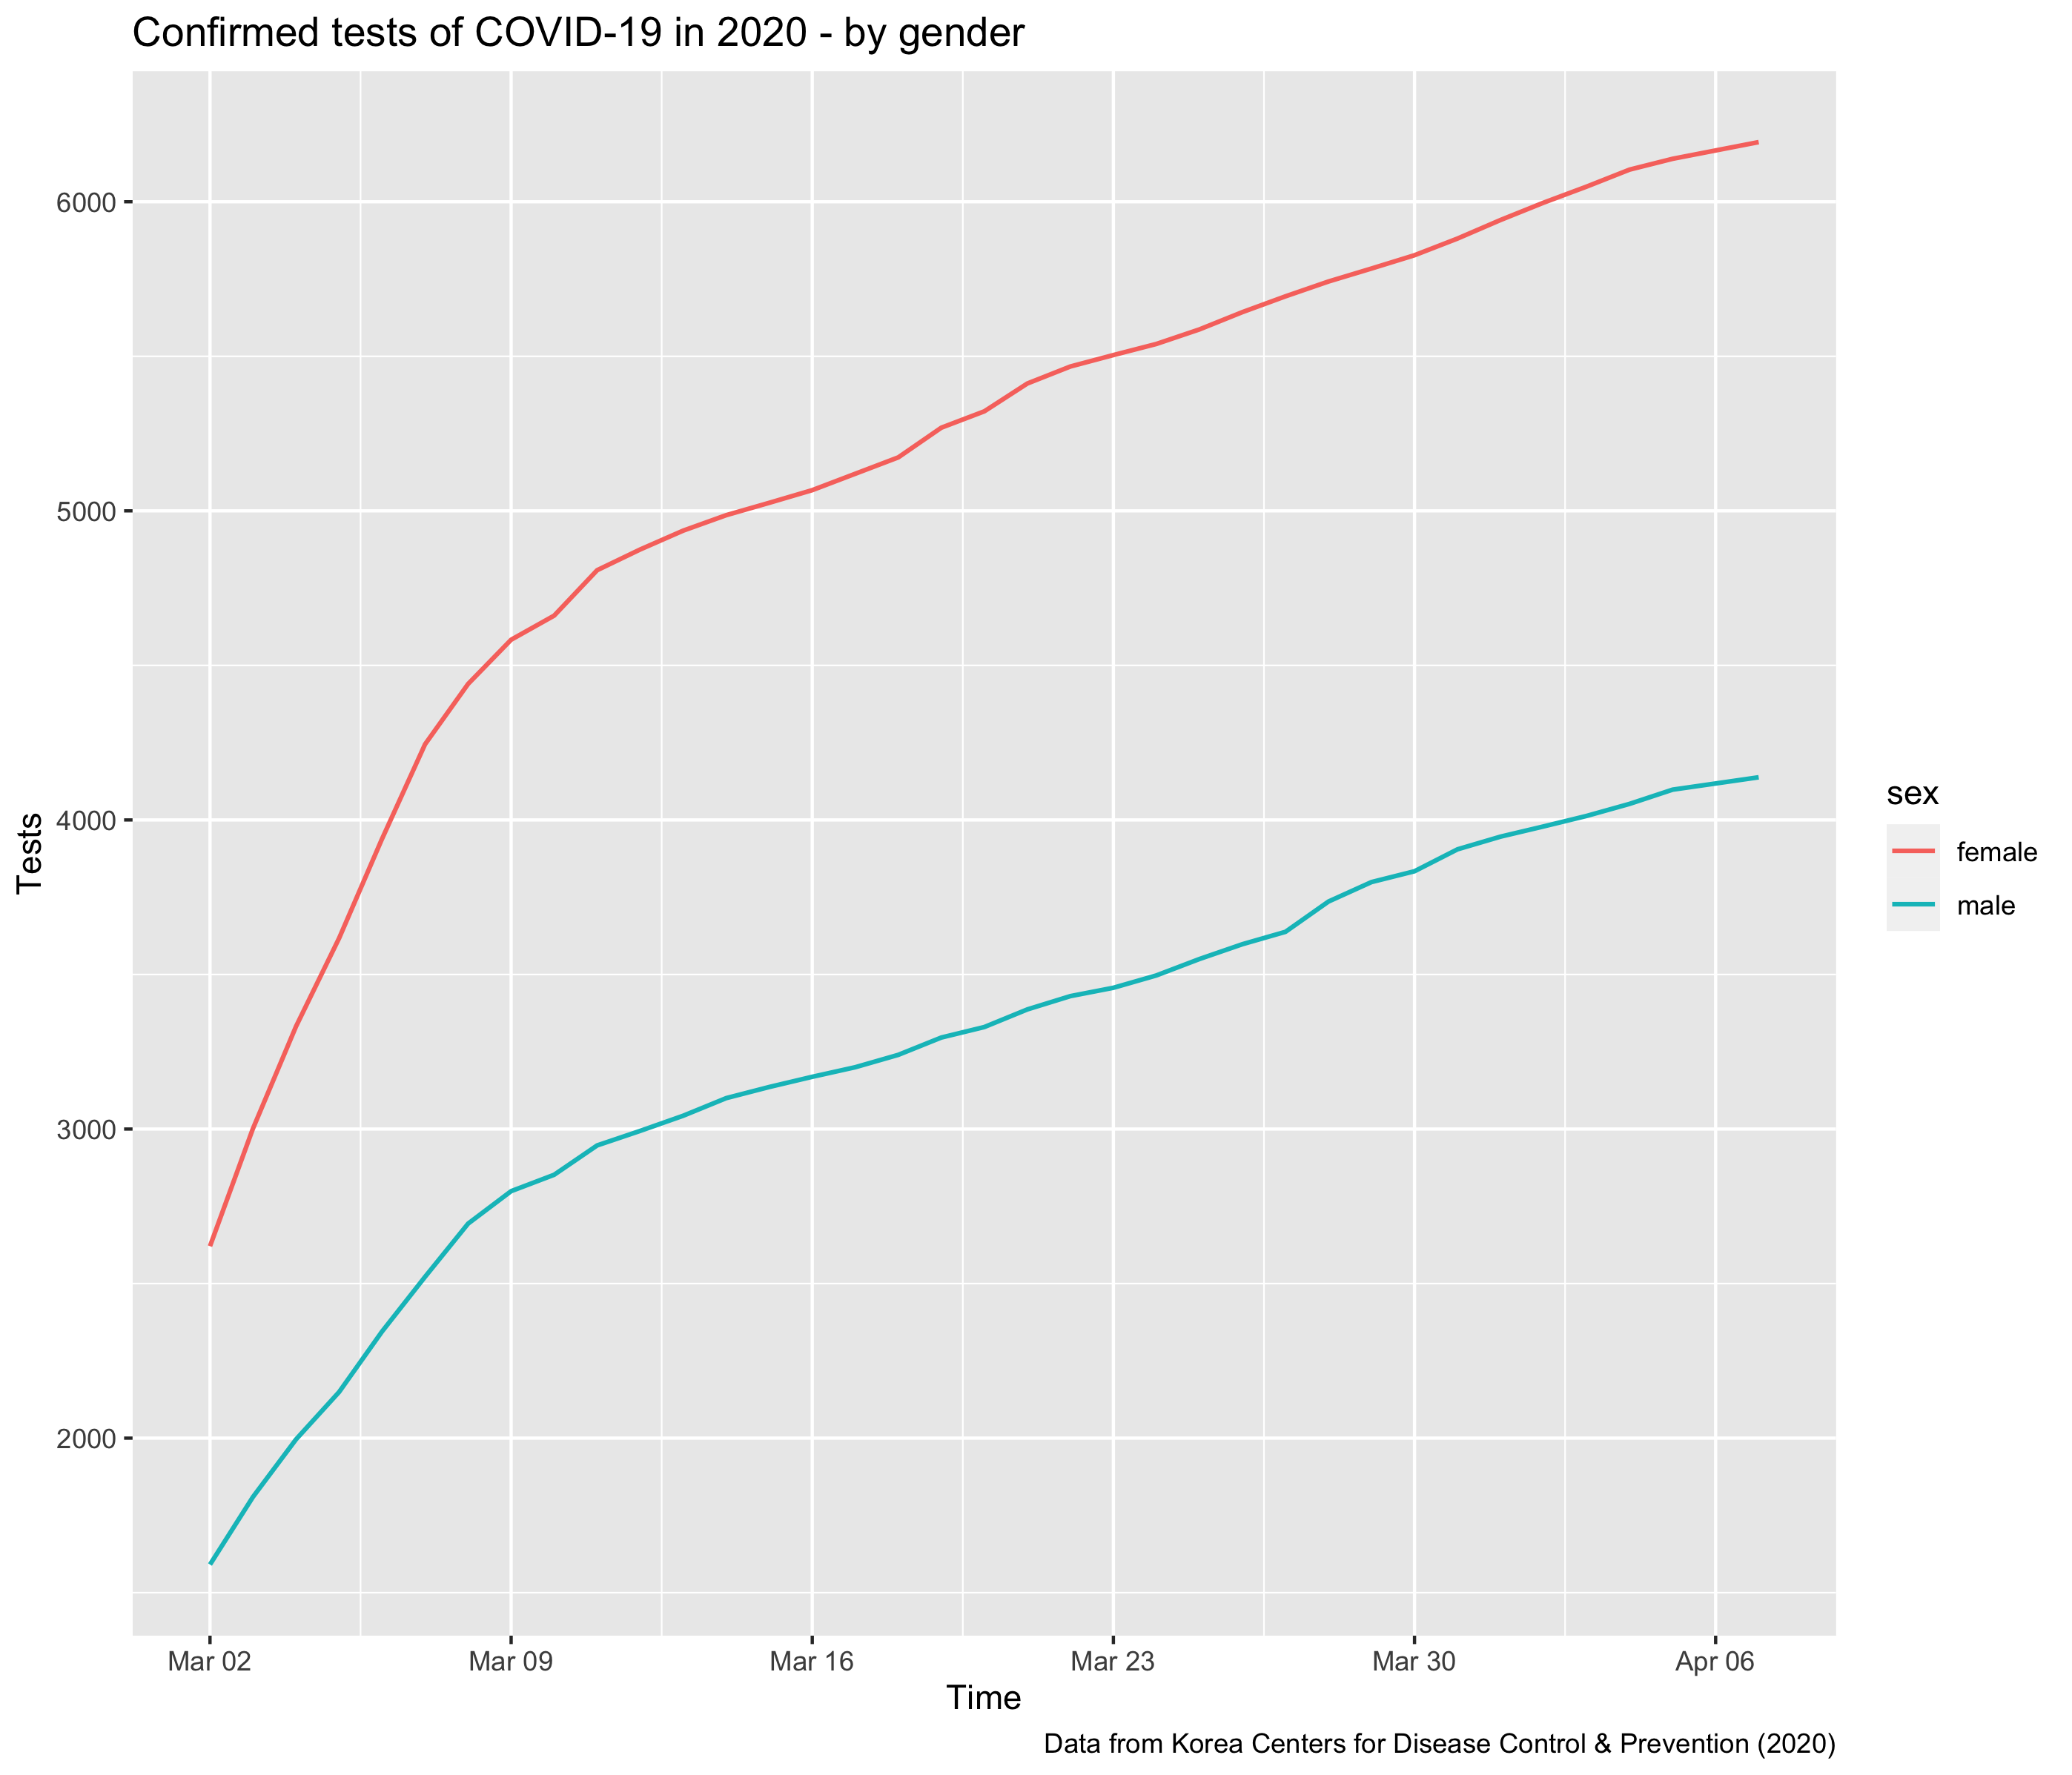 Confirmed tests of COVID-19 in 2020 - by gender
6000
5000
4000
3000
2000
Tests
Mar 02 Mar 09 Mar 16 Mar 23 Mar 30 Apr 06
Time
sex
female
male
Data from Korea Centers for Disease Control & Prevention (2020)